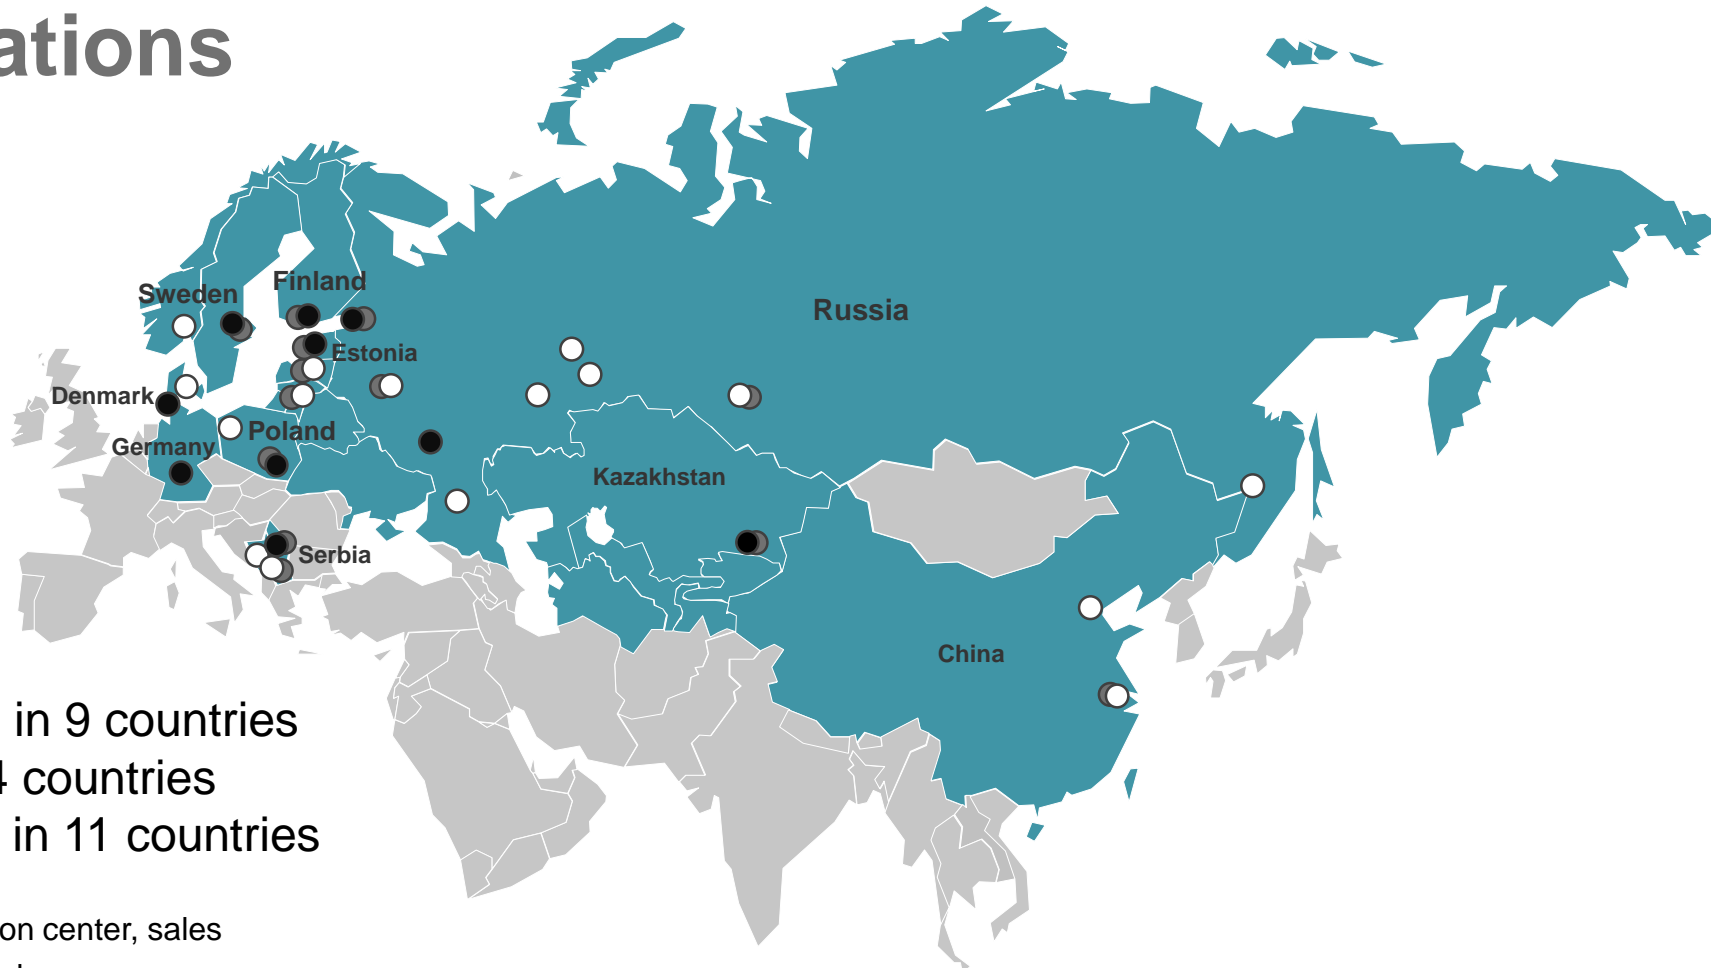 ations
Finland
Sweden
Russia
Estonia
Denmark
Poland
Germany
Kazakhstan
Serbia
China
in 9 countries
4 countries
in 11 countries
on center, sales